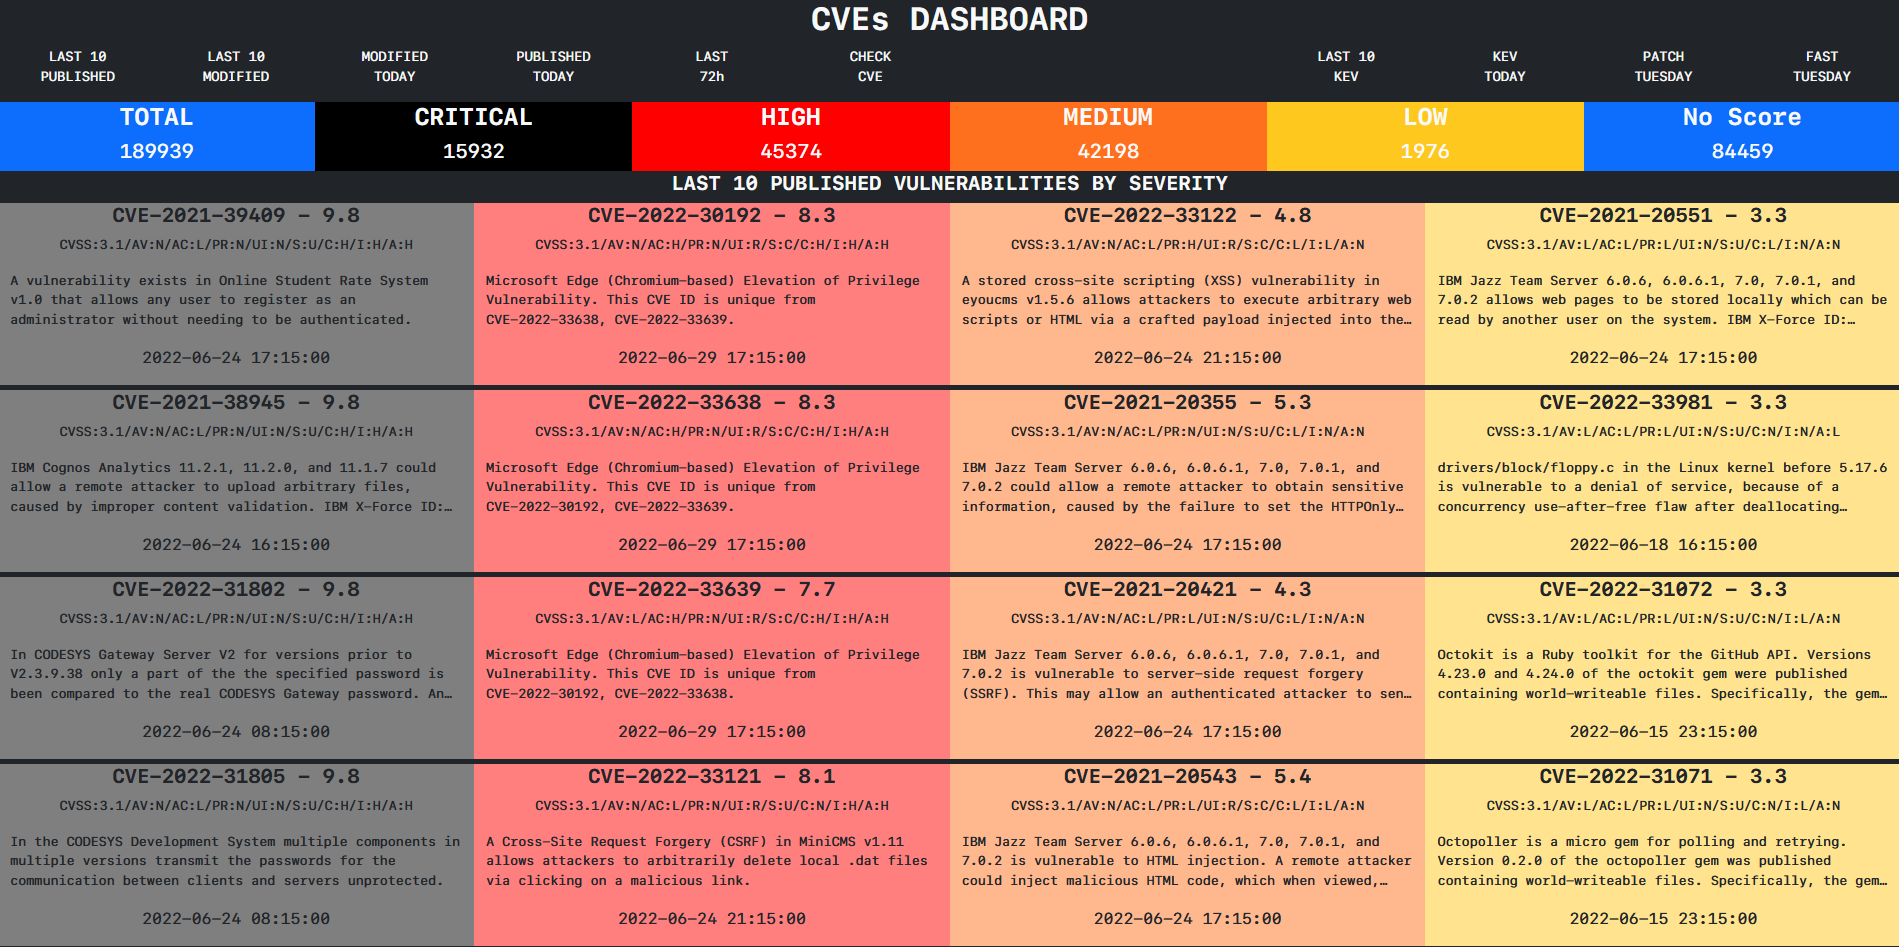 CVEs DASHBOARD
LAST 10
PUBLISHED
LAST 10
MODIFIED
MODIFIED
TODAY
PUBLISHED
TODAY
LAST
72h
CHECK
CVE
LAST 10
KEV
KEV
TODAY
PATCH
TUESDAY
FAST
TUESDAY
TOTAL
189939
CRITICAL
15932
HIGH
45374
MEDIUM
42198
LOW
1976
No Score
84459
LAST 10 PUBLISHED VULNERABILITIES BY SEVERITY
CVE-2021-39409 - 9.8
CVSS:3.1/AV:N/AC:L/PR:N/UI:N/S:U/C:H/I:H/A:H
A vulnerability exists in Online Student Rate System
v1.0 that allows any user to register as an
administrator without needing to be authenticated.
2022-06-24 17:15:00
CVE-2022-30192 - 8.3
CVSS:3.1/AV:N/AC:H/PR:N/UI:R/S:C/C:H/I:H/A:H
Microsoft Edge (Chromium-based) Elevation of Privilege
Vulnerability. This CVE ID is unique from
CVE-2022-33638, CVE-2022-33639.
2022-06-29 17:15:00
CVE-2022-33122 - 4.8
CVSS:3.1/AV:N/AC:L/PR:H/UI:R/S:C/C:L/I:L/A:N
A stored cross-site scripting (XSS) vulnerability in
eyoucms v1.5.6 allows attackers to execute arbitrary web
scripts or HTML via a crafted payload injected into the…
2022-06-24 21:15:00
CVE-2021-20551 - 3.3
CVSS:3.1/AV:L/AC:L/PR:L/UI:N/S:U/C:L/I:N/A:N
IBM Jazz Team Server 6.0.6, 6.0.6.1, 7.0, 7.0.1, and
7.0.2 allows web pages to be stored locally which can be
read by another user on the system. IBM X-Force ID:…
2022-06-24 17:15:00
CVE-2021-38945 - 9.8
CVSS:3.1/AV:N/AC:L/PR:N/UI:N/S:U/C:H/I:H/A:H
IBM Cognos Analytics 11.2.1, 11.2.0, and 11.1.7 could
allow a remote attacker to upload arbitrary files,
caused by improper content validation. IBM X-Force ID:…
2022-06-24 16:15:00
CVE-2022-33638 - 8.3
CVSS:3.1/AV:N/AC:H/PR:N/UI:R/S:C/C:H/I:H/A:H
Microsoft Edge (Chromium-based) Elevation of Privilege
Vulnerability. This CVE ID is unique from
CVE-2022-30192, CVE-2022-33639.
2022-06-29 17:15:00
CVE-2021-20355 - 5.3
CVSS:3.1/AV:N/AC:L/PR:N/UI:N/S:U/C:L/I:N/A:N
IBM Jazz Team Server 6.0.6, 6.0.6.1, 7.0, 7.0.1, and
7.0.2 could allow a remote attacker to obtain sensitive
information, caused by the failure to set the HTTPOnly…
2022-06-24 17:15:00
CVE-2022-33981 - 3.3
CVSS:3.1/AV:L/AC:L/PR:L/UI:N/S:U/C:N/I:N/A:L
drivers/block/floppy.c in the Linux kernel before 5.17.6
is vulnerable to a denial of service, because of a
concurrency use-after-free flaw after deallocating…
2022-06-18 16:15:00
CVE-2022-31802 - 9.8
CVSS:3.1/AV:N/AC:L/PR:N/UI:N/S:U/C:H/I:H/A:H
In CODESYS Gateway Server V2 for versions prior to
V2.3.9.38 only a part of the the specified password is
been compared to the real CODESYS Gateway password. An…
2022-06-24 08:15:00
CVE-2022-33639 - 7.7
CVSS:3.1/AV:L/AC:H/PR:N/UI:R/S:C/C:H/I:H/A:H
Microsoft Edge (Chromium-based) Elevation of Privilege
Vulnerability. This CVE ID is unique from
CVE-2022-30192, CVE-2022-33638.
2022-06-29 17:15:00
CVE-2021-20421 - 4.3
CVSS:3.1/AV:N/AC:L/PR:L/UI:N/S:U/C:L/I:N/A:N
IBM Jazz Team Server 6.0.6, 6.0.6.1, 7.0, 7.0.1, and
7.0.2 is vulnerable to server-side request forgery
(SSRF). This may allow an authenticated attacker to sen…
2022-06-24 17:15:00
CVE-2022-31072 - 3.3
CVSS:3.1/AV:L/AC:L/PR:L/UI:N/S:U/C:N/I:L/A:N
Octokit is a Ruby toolkit for the GitHub API. Versions
4.23.0 and 4.24.0 of the octokit gem were published
containing world-writeable files. Specifically, the gem…
2022-06-15 23:15:00
CVE-2022-31805 - 9.8
CVSS:3.1/AV:N/AC:L/PR:N/UI:N/S:U/C:H/I:H/A:H
In the CODESYS Development System multiple components in
multiple versions transmit the passwords for the
communication between clients and servers unprotected.
2022-06-24 08:15:00
CVE-2022-33121 - 8.1
CVSS:3.1/AV:N/AC:L/PR:N/UI:R/S:U/C:N/I:H/A:H
A Cross-Site Request Forgery (CSRF) in MiniCMS v1.11
allows attackers to arbitrarily delete local .dat files
via clicking on a malicious link.
2022-06-24 21:15:00
CVE-2021-20543 - 5.4
CVSS:3.1/AV:N/AC:L/PR:L/UI:R/S:C/C:L/I:L/A:N
IBM Jazz Team Server 6.0.6, 6.0.6.1, 7.0, 7.0.1, and
7.0.2 is vulnerable to HTML injection. A remote attacker
could inject malicious HTML code, which when viewed,…
2022-06-24 17:15:00
CVE-2022-31071 - 3.3
CVSS:3.1/AV:L/AC:L/PR:L/UI:N/S:U/C:N/I:L/A:N
Octopoller is a micro gem for polling and retrying.
Version 0.2.0 of the octopoller gem was published
containing world-writeable files. Specifically, the gem…
2022-06-15 23:15:00